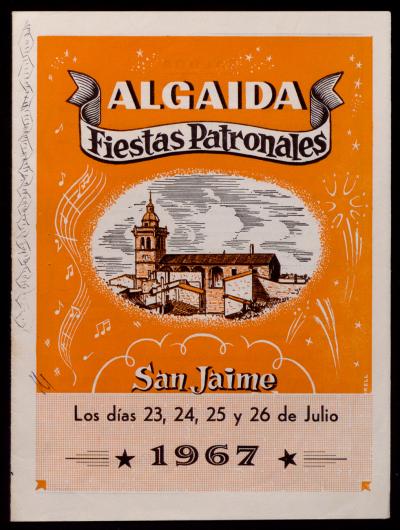 ALGAIDA
Fiestas Patronales
San Jaime
Los días 23, 24, 25 y 26 de Julio
1967